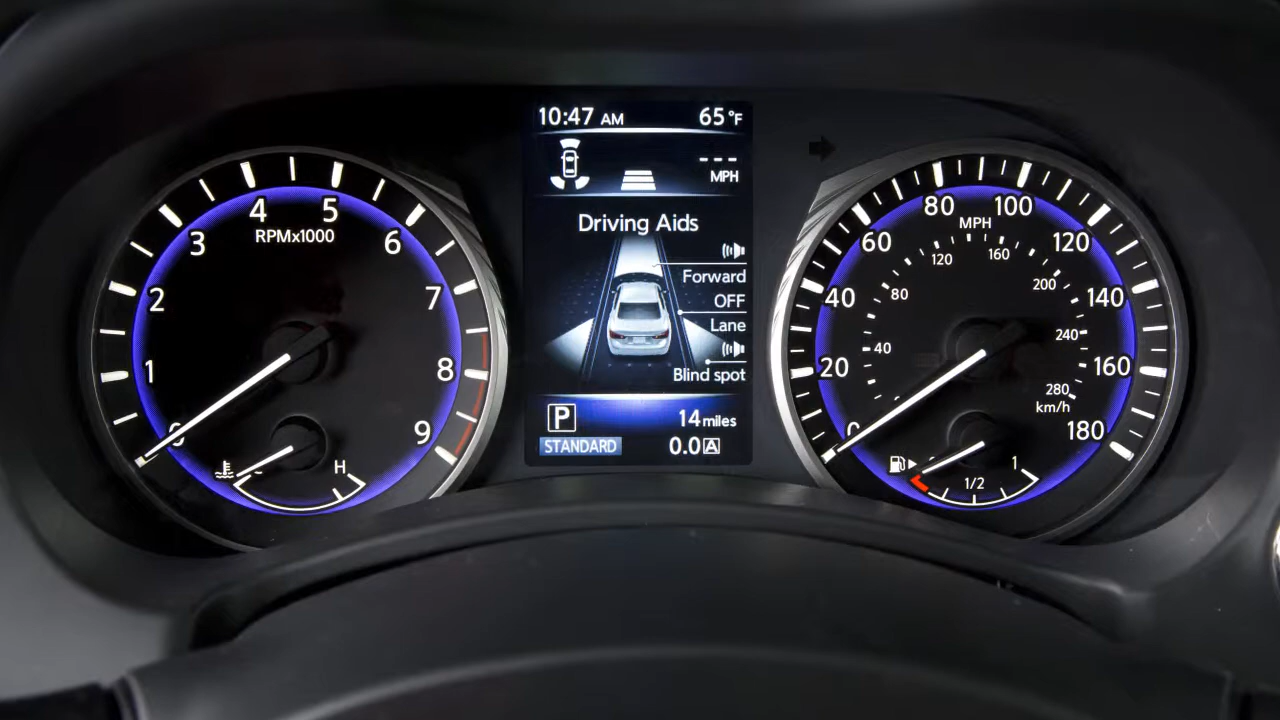 10:47 AM 65°F
--- MPH
Driving Aids
Forward
OFF
Lane
Blind spot
P 14 miles
STANDARD 0.0 A
0 1 2 3 4 5 6 7 8 9
RPMx1000
H
0 20 40 60 80 100 120 140 160 180
MPH
40 80 120 160 200 240 280
km/h
1/2 1